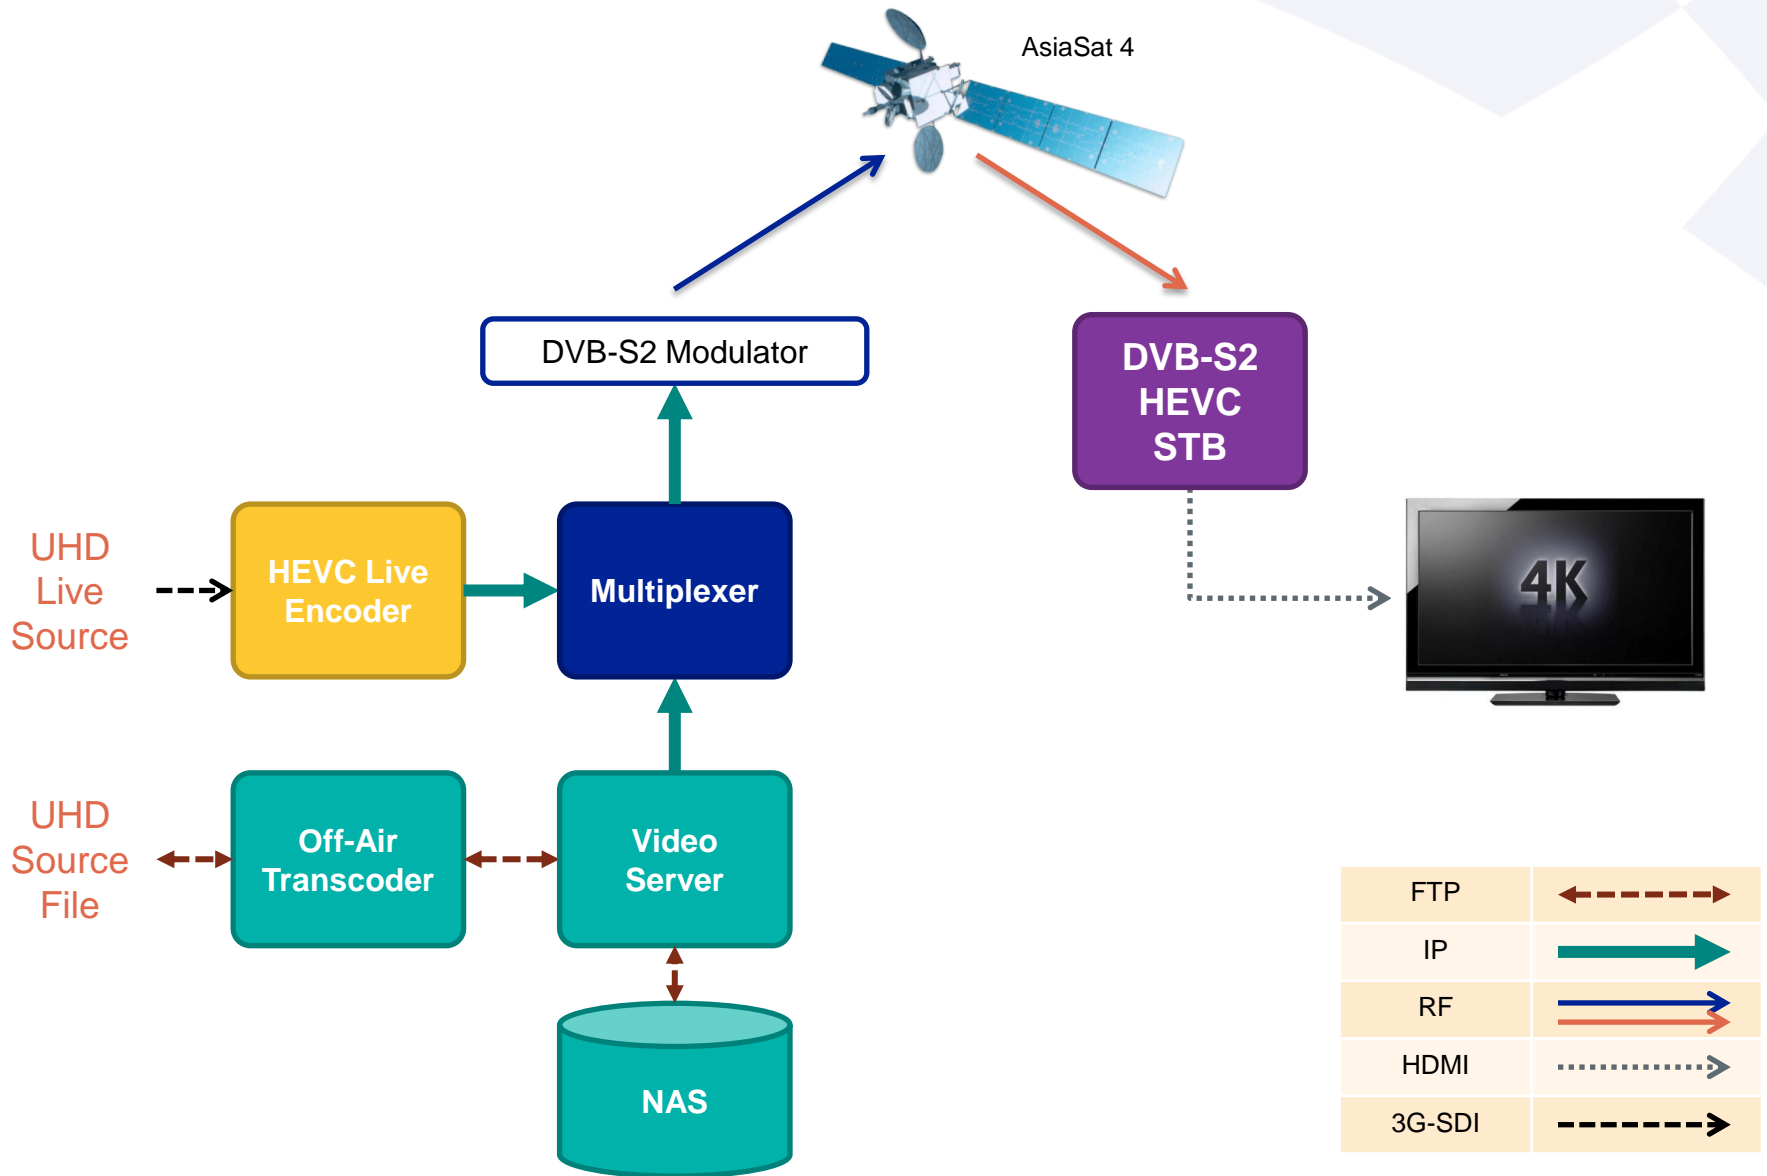 AsiaSat 4
DVB-S2 Modulator
DVB-S2
HEVC
STB
UHD
Live
Source
HEVC Live
Encoder
Multiplexer
4K
UHD
Source
File
Off-Air
Transcoder
Video
Server
NAS
FTP
IP
RF
HDMI
3G-SDI